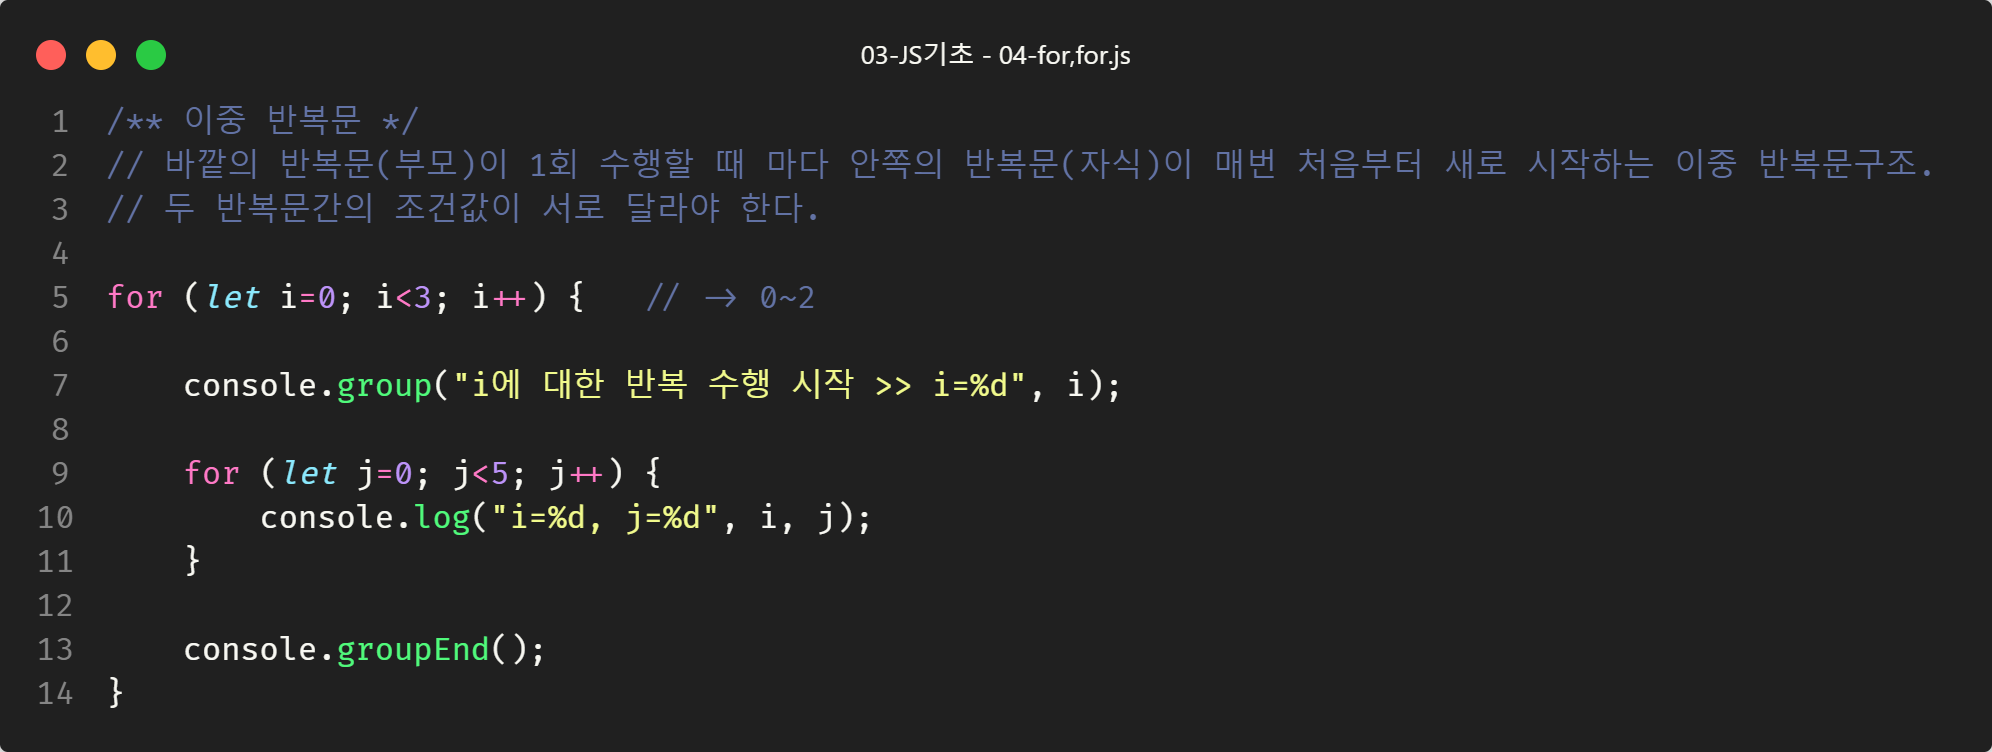 03-JS기초 - 04-for,for.js
1 /** 이중 반복문 */
2 // 바깥의 반복문(부모)이 1회 수행할 때 마다 안쪽의 반복문(자식)이 매번 처음부터 새로 시작하는 이중 반복문구조.
3 // 두 반복문간의 조건값이 서로 달라야 한다.
4
5 for (let i=0; i<3; i++) {   // -> 0~2
6
7     console.group("i에 대한 반복 수행 시작 >> i=%d", i);
8
9     for (let j=0; j<5; j++) {
10         console.log("i=%d, j=%d", i, j);
11     }
12
13     console.groupEnd();
14 }